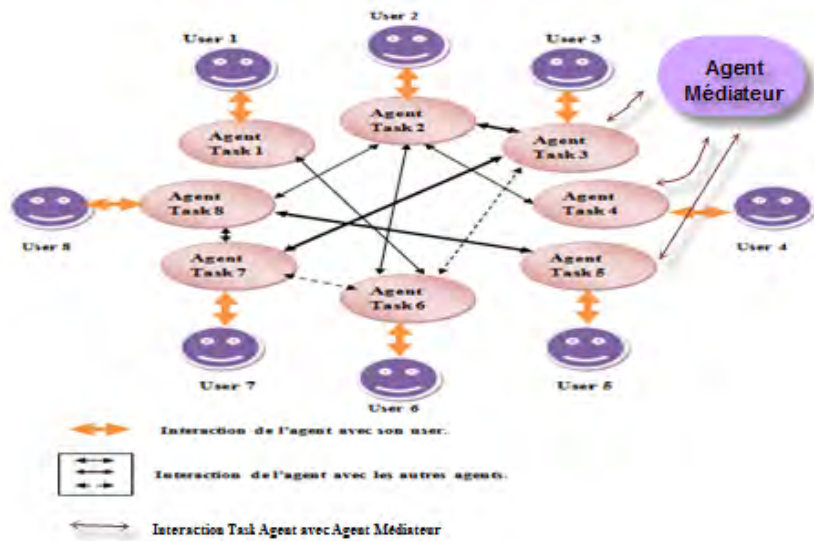 User 1
User 2
User 3
Agent
Médiateur
Agent
Task 1
Agent
Task 2
Agent
Task 3
Agent
Task 8
Agent
Task 4
User 8
User 4
Agent
Task 7
Agent
Task 6
Agent
Task 5
User 7
User 6
User 5
Interaction de l'agent avec son user.
Interaction de l'agent avec les autres agents.
Interaction Task Agent avec Agent Médiateur